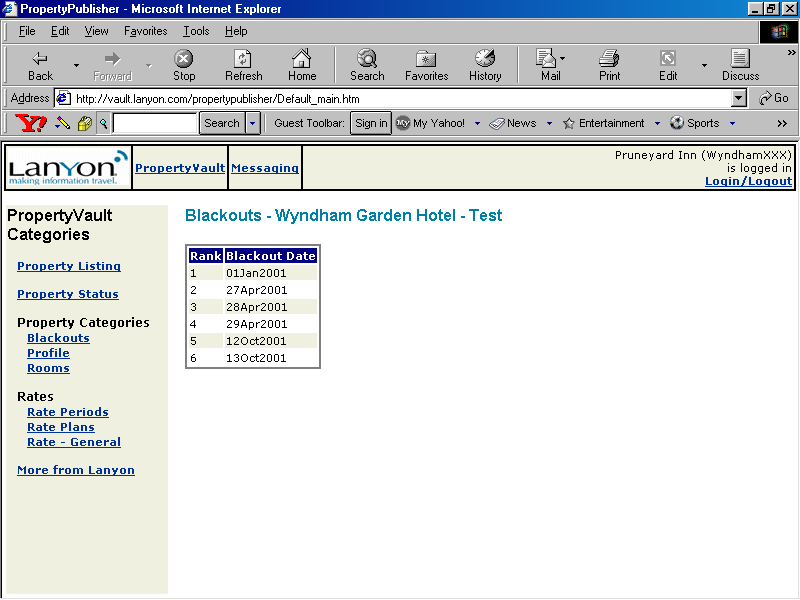 PropertyPublisher - Microsoft Internet Explorer
File Edit View Favorites Tools Help
Back Forward Stop Refresh Home Search Favorites History Mail Print Edit Discuss »
Address http://vault.lanyon.com/propertypublisher/Default_main.htm Go
Y! Search Guest Toolbar: Sign in My My Yahoo! News Entertainment Sports »
Lanyon PropertyVault Messaging
making information travel.
Pruneyard Inn (WyndhamXXX)
is logged in
Login/Logout
PropertyVault
Categories
Property Listing
Property Status
Property Categories
Blackouts
Profile
Rooms
Rates
Rate Periods
Rate Plans
Rate - General
More from Lanyon
Blackouts - Wyndham Garden Hotel - Test
Rank Blackout Date
1 01Jan2001
2 27Apr2001
3 28Apr2001
4 29Apr2001
5 12Oct2001
6 13Oct2001